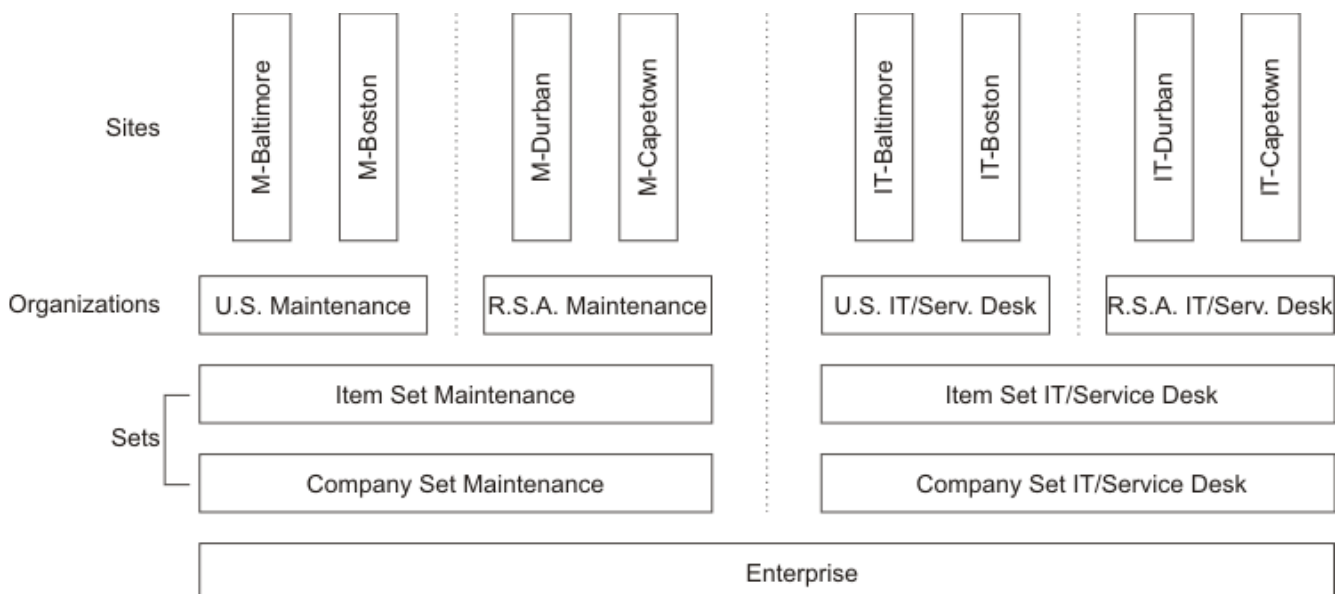 Sites
M-Baltimore
M-Boston
M-Durban
M-Capetown
IT-Baltimore
IT-Boston
IT-Durban
IT-Capetown
Organizations
U.S. Maintenance
R.S.A. Maintenance
U.S. IT/Serv. Desk
R.S.A. IT/Serv. Desk
Sets
Item Set Maintenance
Item Set IT/Service Desk
Company Set Maintenance
Company Set IT/Service Desk
Enterprise